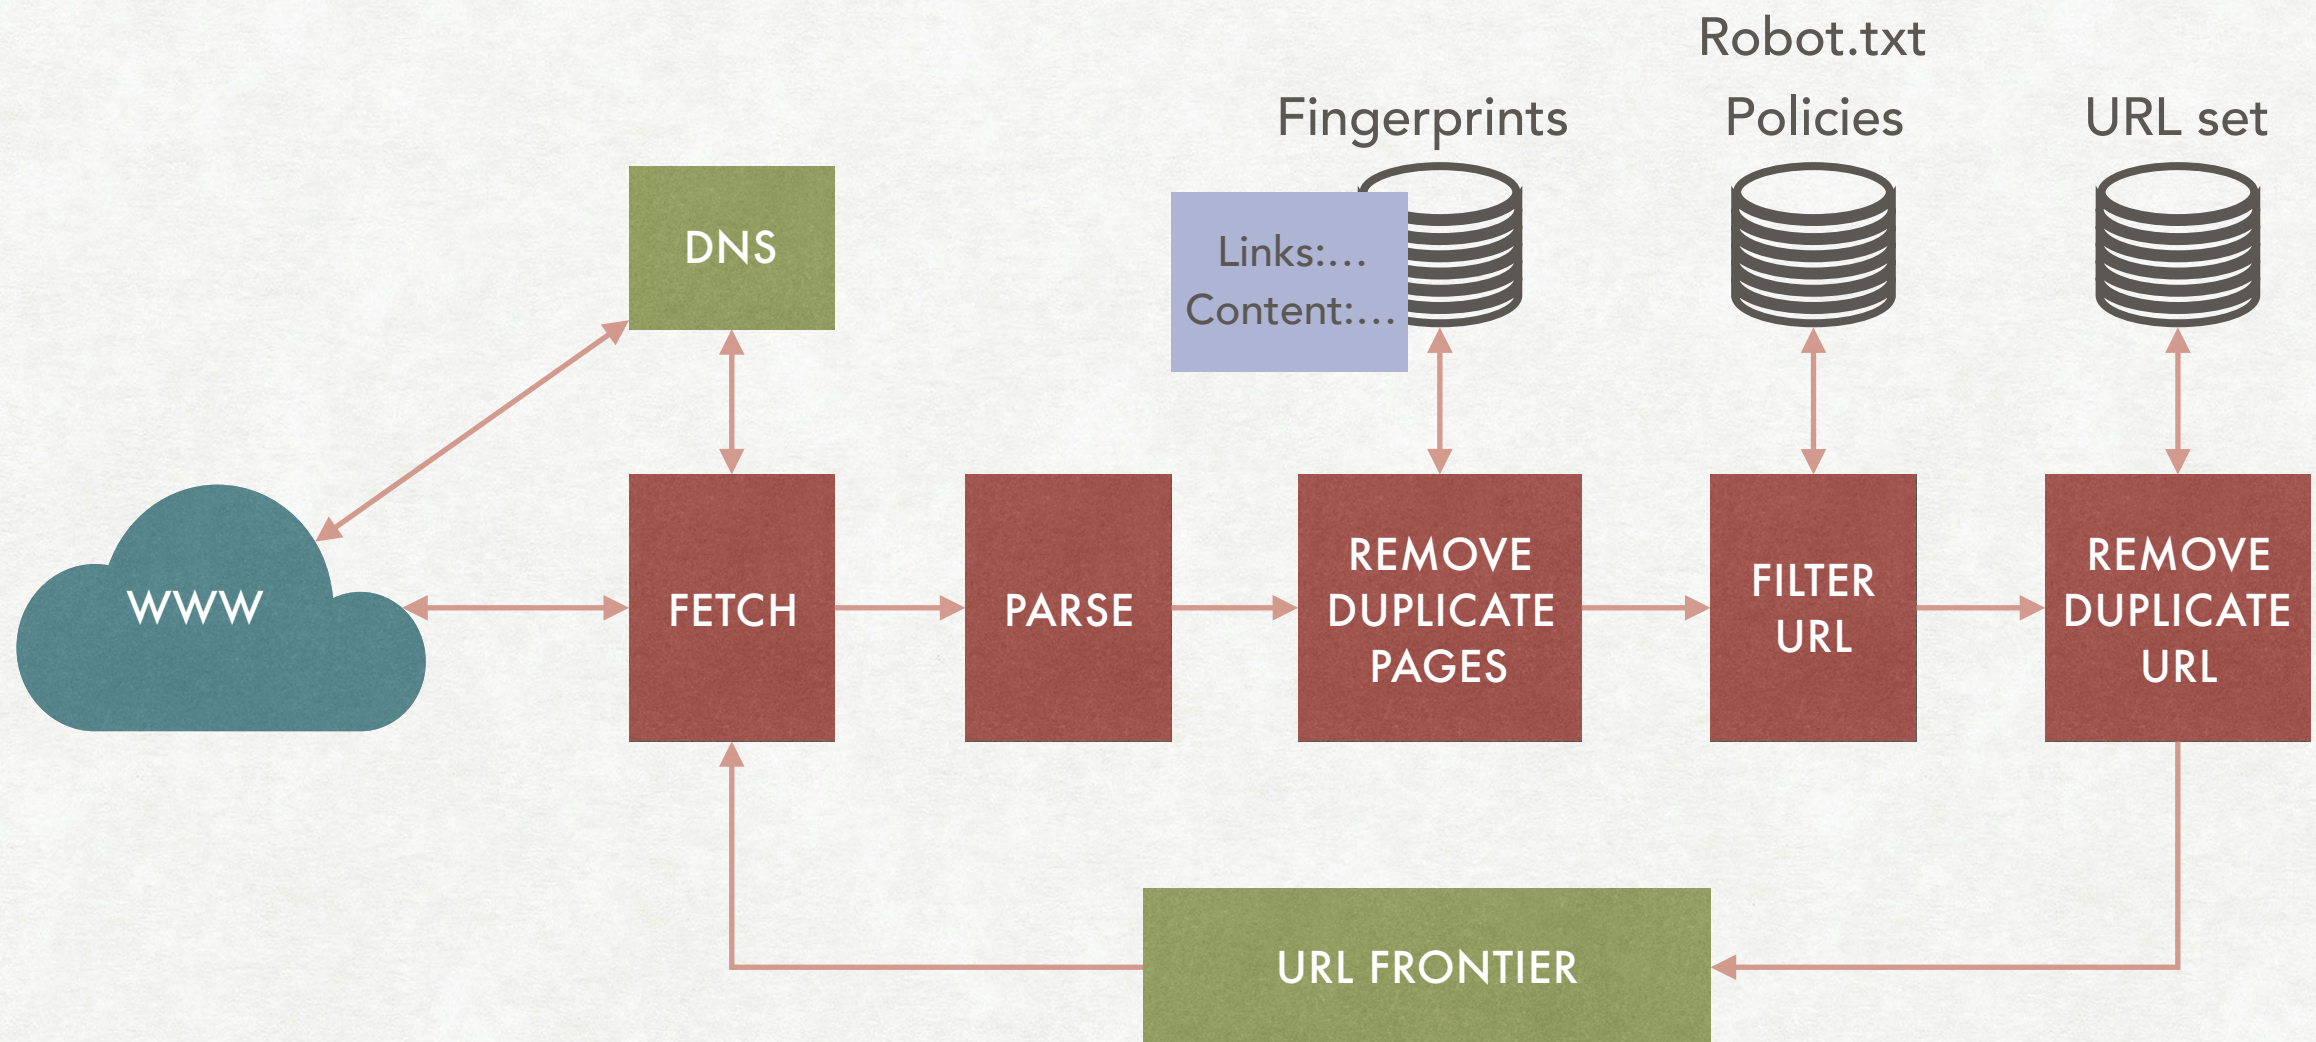 Robot.txt
Fingerprints
Policies
URL set
DNS
Links:...
Content:...
WWW
FETCH
PARSE
REMOVE
DUPLICATE
PAGES
FILTER
URL
REMOVE
DUPLICATE
URL
URL FRONTIER